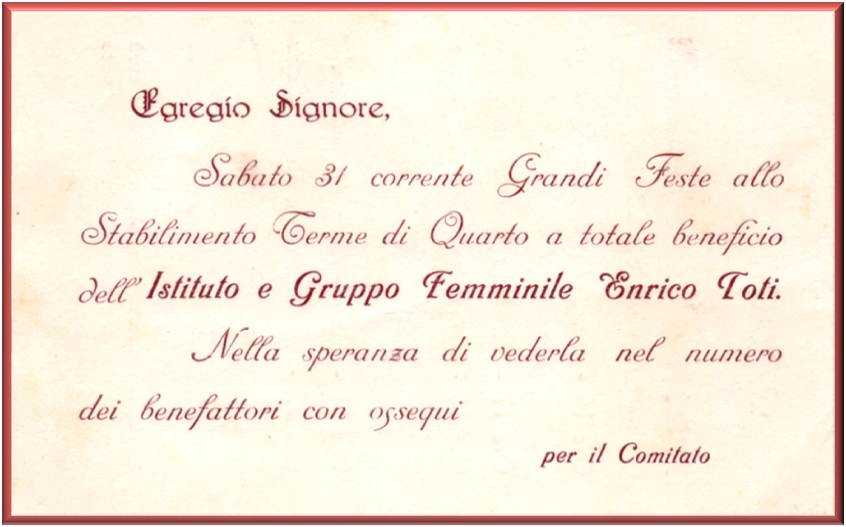 Egregio Signore,
Sabato 31 corrente Grandi Feste allo
Stabilimento Terme di Quarto a totale beneficio
dell' Istituto e Gruppo Femminile Enrico Toti.
Nella speranza di vederla nel numero
dei benefattori con ossequi
per il Comitato